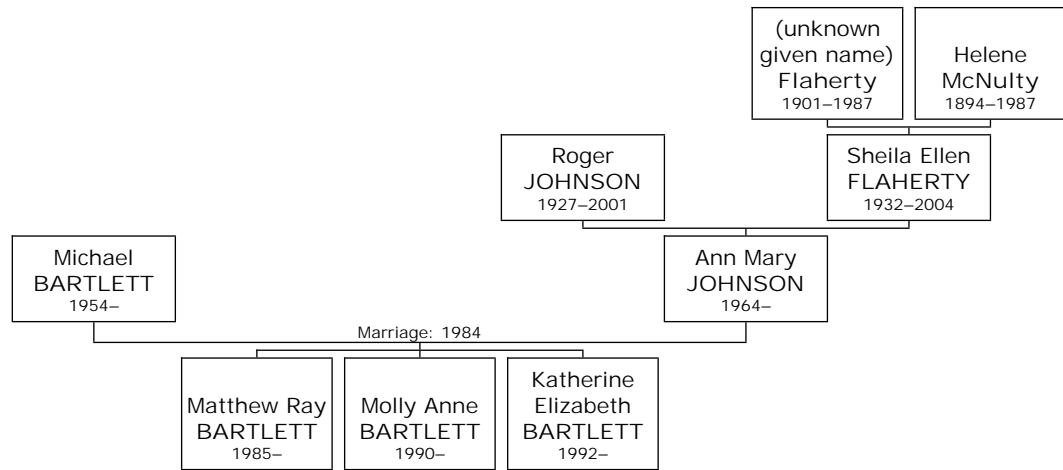 (unknown
given name)
Flaherty
1901–1987
Helene
McNulty
1894–1987
Roger
JOHNSON
1927–2001
Sheila Ellen
FLAHERTY
1932–2004
Michael
BARTLETT
1954–
Ann Mary
JOHNSON
1964–
Marriage: 1984
Matthew Ray
BARTLETT
1985–
Molly Anne
BARTLETT
1990–
Katherine
Elizabeth
BARTLETT
1992–